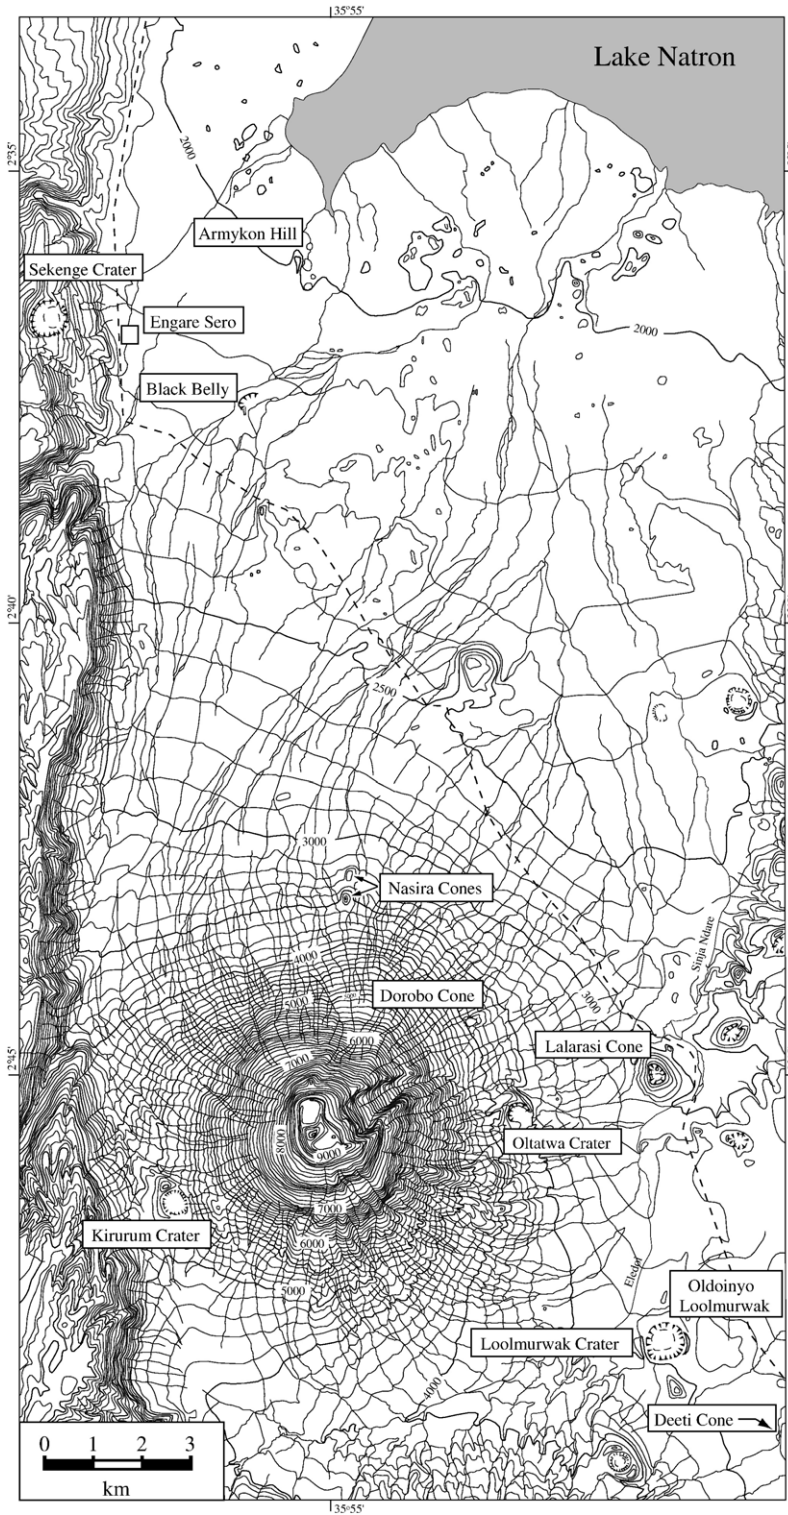 35°55'
Lake Natron
2°35'
2000
Armykon Hill
Sekenge Crater
Engare Sero
2000
Black Belly
2°40'
2500
3000
Nasira Cones
Sinja Ndare
4000
Dorobo Cone
5000
3000
6000
Lalarasi Cone
7000
2°45'
8000
Oltatwa Crater
9000
7000
Kirurum Crater
6000
Eledoi
5000
Oldoinyo
Loolmurwak
Loolmurwak Crater
4000
Deeti Cone
0 1 2 3
km
35°55'